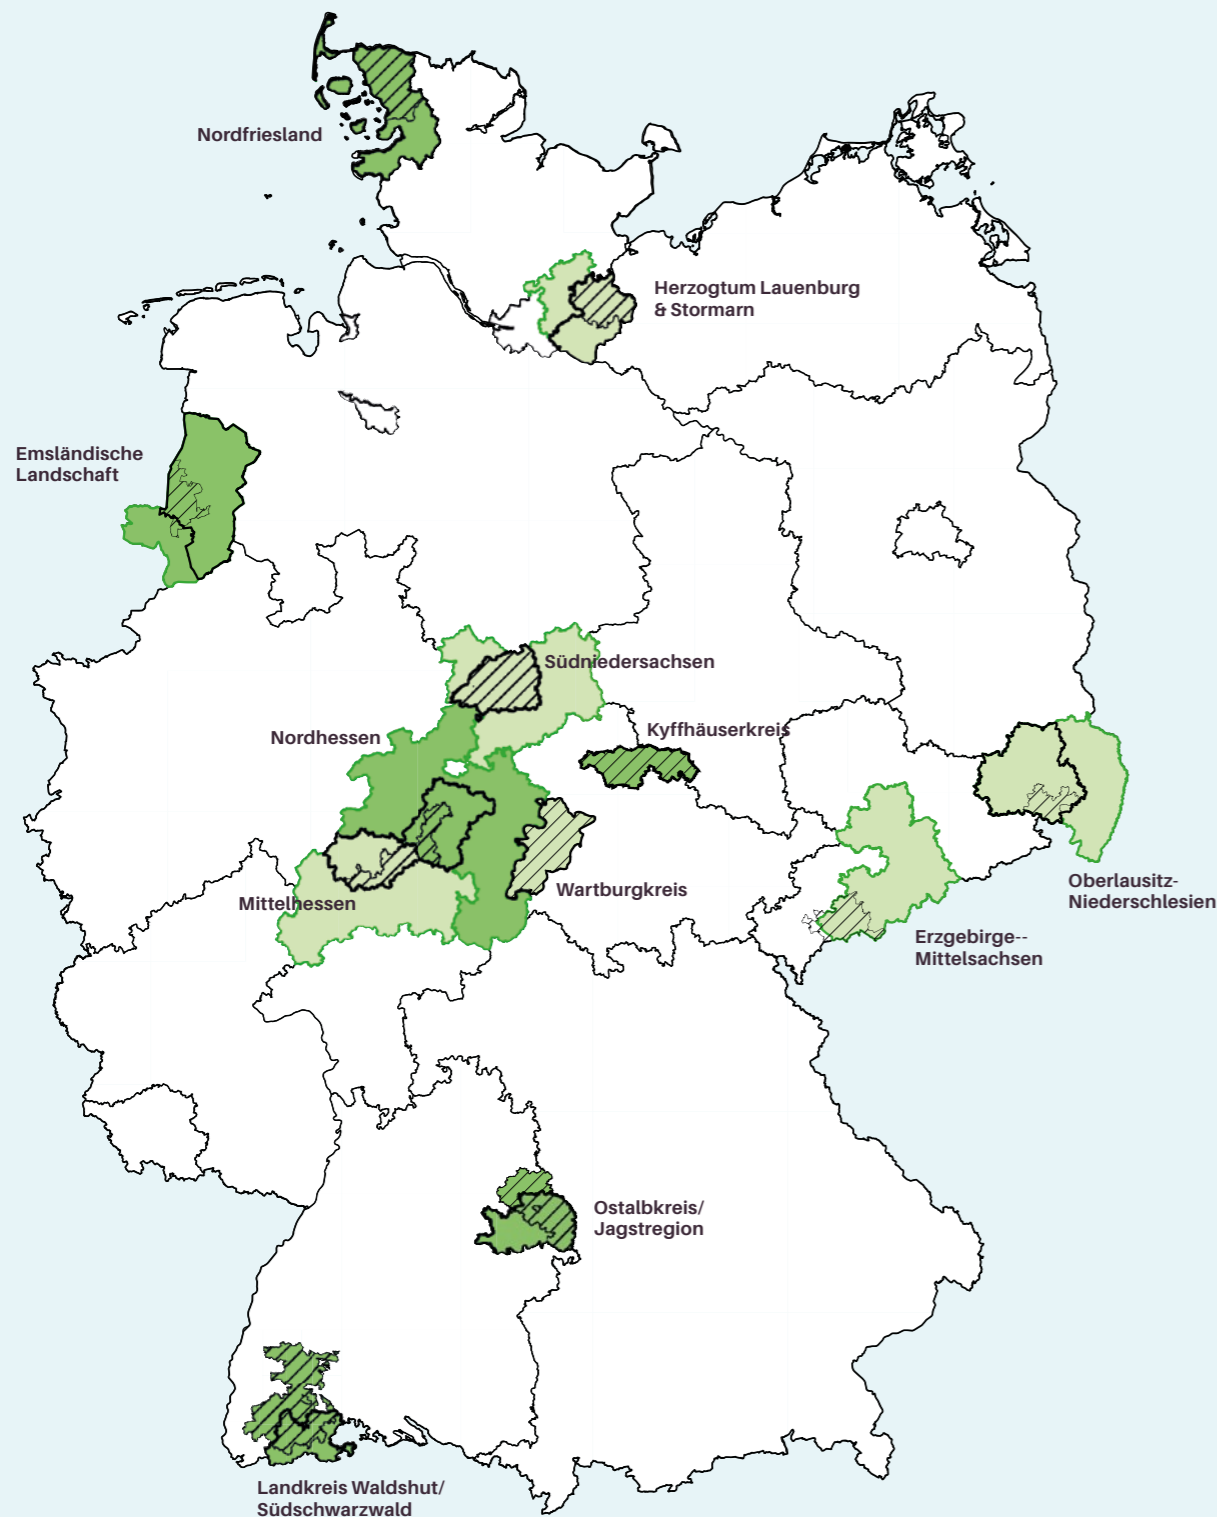 Nordfriesland
Herzogtum Lauenburg
& Stormarn
Emsländische
Landschaft
Südniedersachsen
Nordhessen
Kyffhäuserkreis
Mittelhessen
Wartburgkreis
Oberlausitz-
Niederschlesien
Erzgebirge--
Mittelsachsen
Ostalbkreis/
Jagstregion
Landkreis Waldshut/
Südschwarzwald